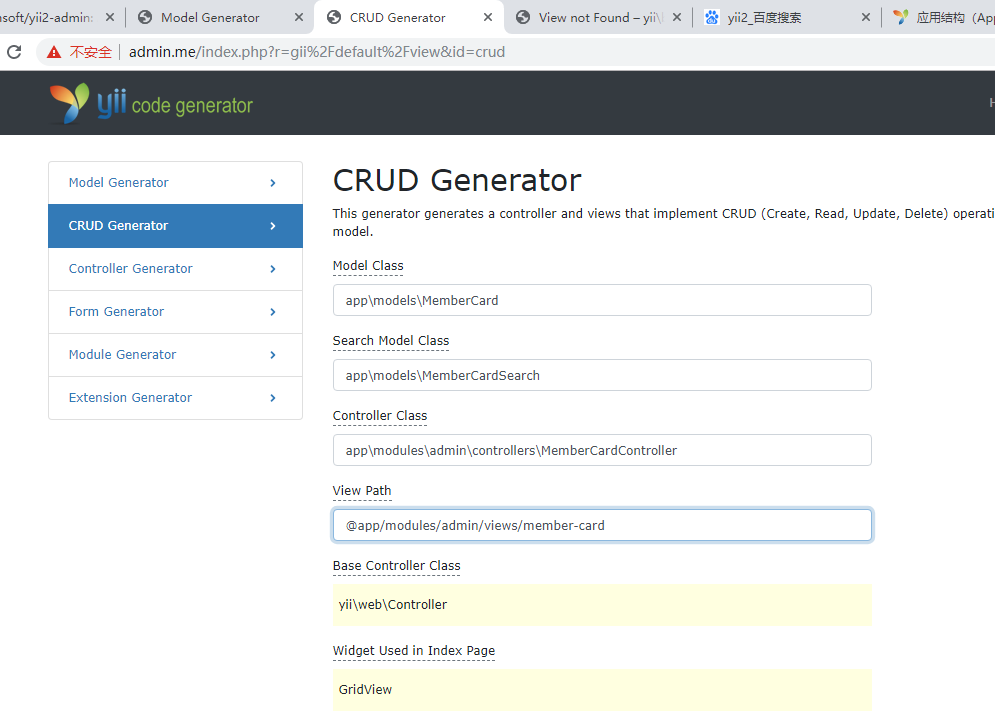 nsoft/yii2-admin: Model Generator CRUD Generator View not Found – yii\ yii2_百度搜索 应用结构（App
不安全 admin.me/index.php?r=gii%2Fdefault%2Fview&id=crud
yii code generator H
Model Generator
CRUD Generator
Controller Generator
Form Generator
Module Generator
Extension Generator
CRUD Generator
This generator generates a controller and views that implement CRUD (Create, Read, Update, Delete) operati
model.
Model Class
app\models\MemberCard
Search Model Class
app\models\MemberCardSearch
Controller Class
app\modules\admin\controllers\MemberCardController
View Path
@app/modules/admin/views/member-card
Base Controller Class
yii\web\Controller
Widget Used in Index Page
GridView